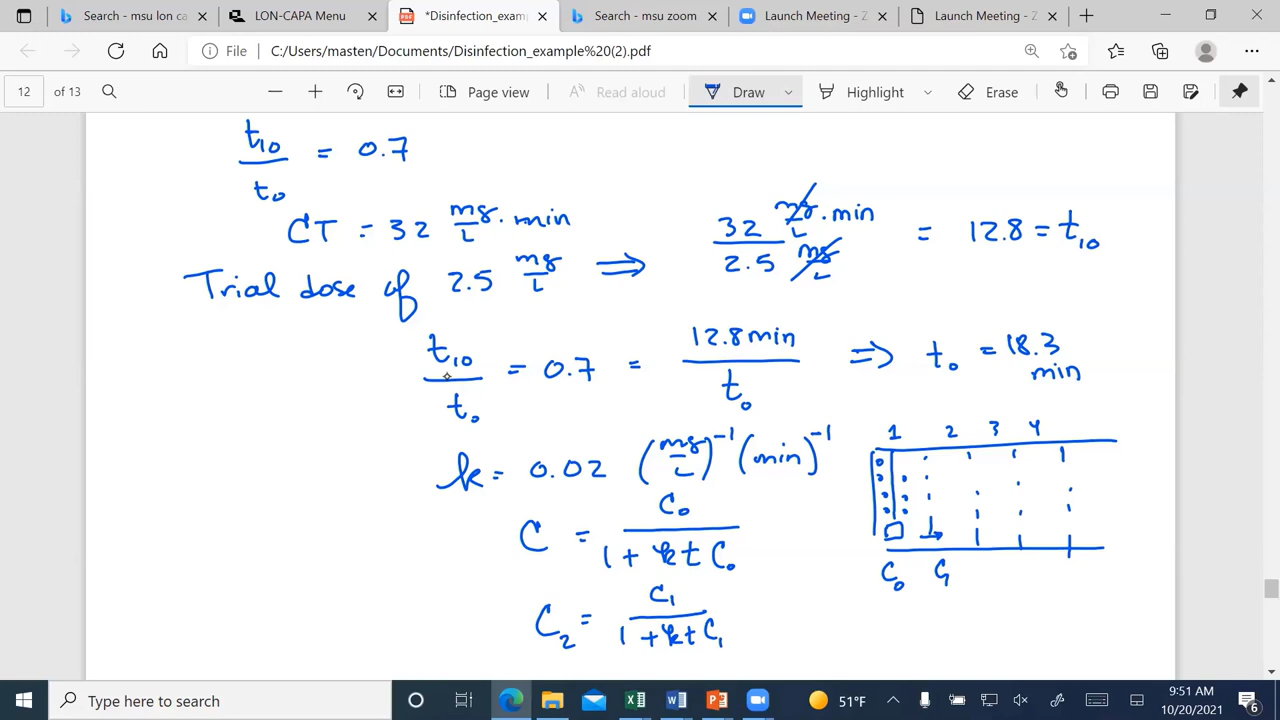 Search - msu lon ca
LON-CAPA Menu
*Disinfection_exam
Search - msu zoom
Launch Meeting - Z
Launch Meeting - Z
File
C:/Users/masten/Documents/Disinfection_example%20(2).pdf
12 of 13
Page view
Read aloud
Draw
Highlight
Erase
t10/t0 = 0.7
CT = 32 mg/L · min
32 mg/L · min / 2.5 mg/L = 12.8 = t10
Trial dose of 2.5 mg/L ⟹
t10/t0 = 0.7 = 12.8 min/t0 ⟹ t0 = 18.3 min
k = 0.02 (mg/L)^-1 (min)^-1
1 2 3 4
C = C0/(1 + ktC0)
C0 C1
C2 = C1/(1 + ktC1)
Type here to search
51°F
9:51 AM
10/20/2021
6